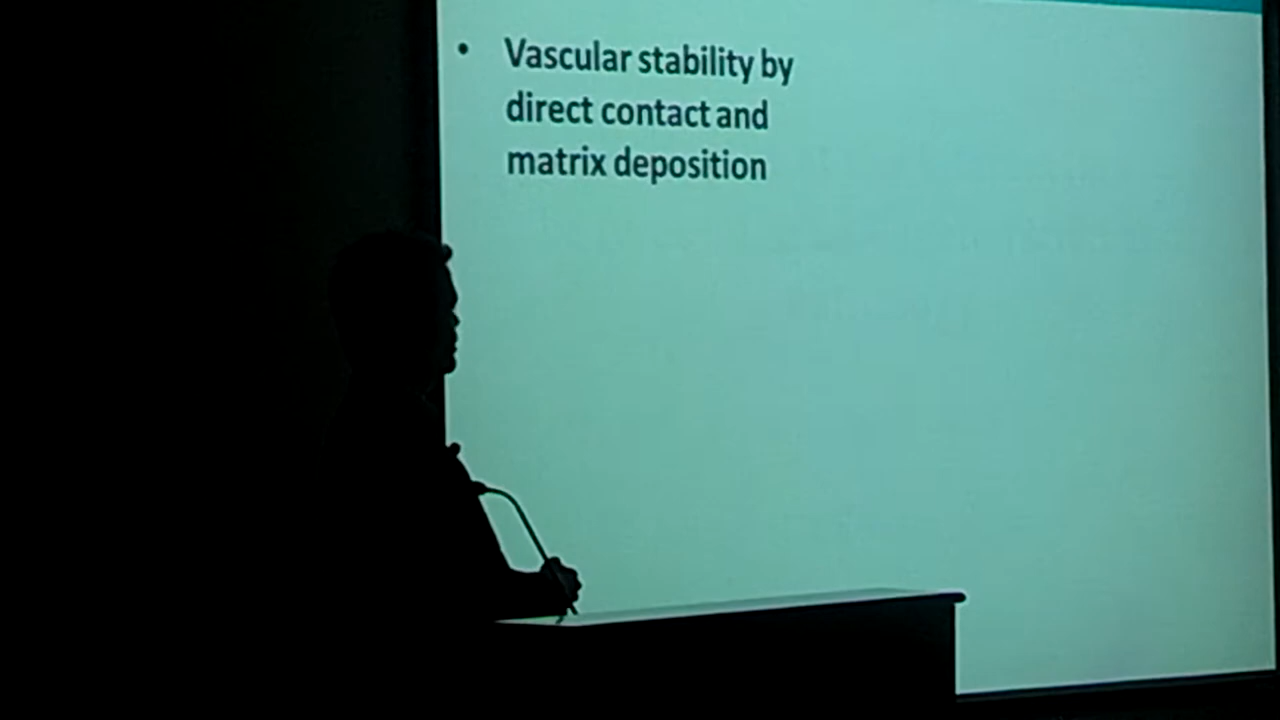 • Vascular stability by
direct contact and
matrix deposition